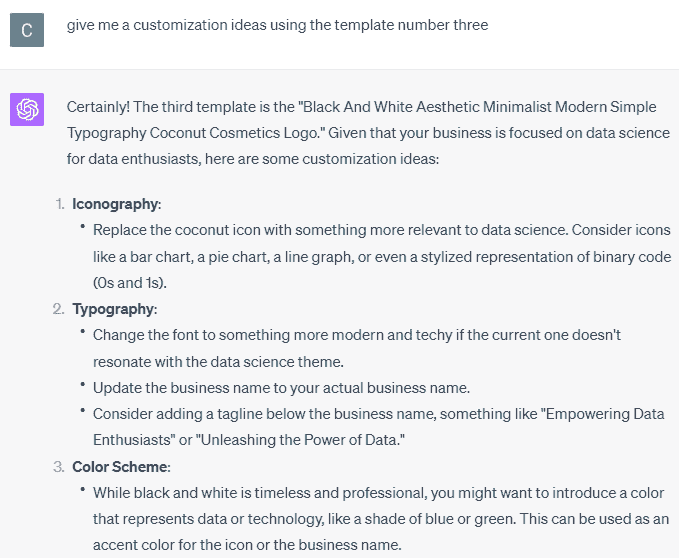 C
give me a customization ideas using the template number three
Certainly! The third template is the "Black And White Aesthetic Minimalist Modern Simple
Typography Coconut Cosmetics Logo." Given that your business is focused on data science
for data enthusiasts, here are some customization ideas:
1. Iconography:
• Replace the coconut icon with something more relevant to data science. Consider icons
like a bar chart, a pie chart, a line graph, or even a stylized representation of binary code
(0s and 1s).
2. Typography:
• Change the font to something more modern and techy if the current one doesn't
resonate with the data science theme.
• Update the business name to your actual business name.
• Consider adding a tagline below the business name, something like "Empowering Data
Enthusiasts" or "Unleashing the Power of Data."
3. Color Scheme:
• While black and white is timeless and professional, you might want to introduce a color
that represents data or technology, like a shade of blue or green. This can be used as an
accent color for the icon or the business name.